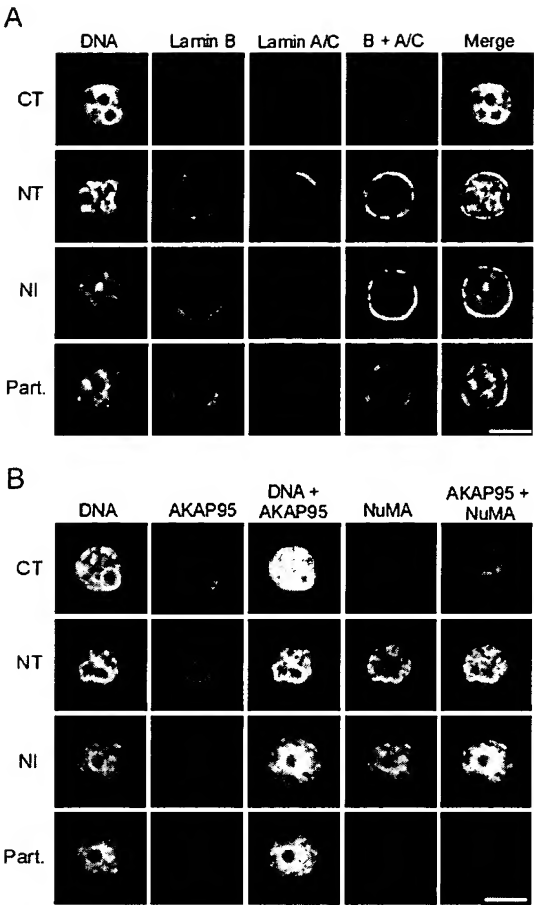 A
DNA Lamin B Lamin A/C B + A/C Merge
CT
NT
NI
Part.
B
DNA AKAP95 DNA + AKAP95 NuMA AKAP95 + NuMA
CT
NT
NI
Part.